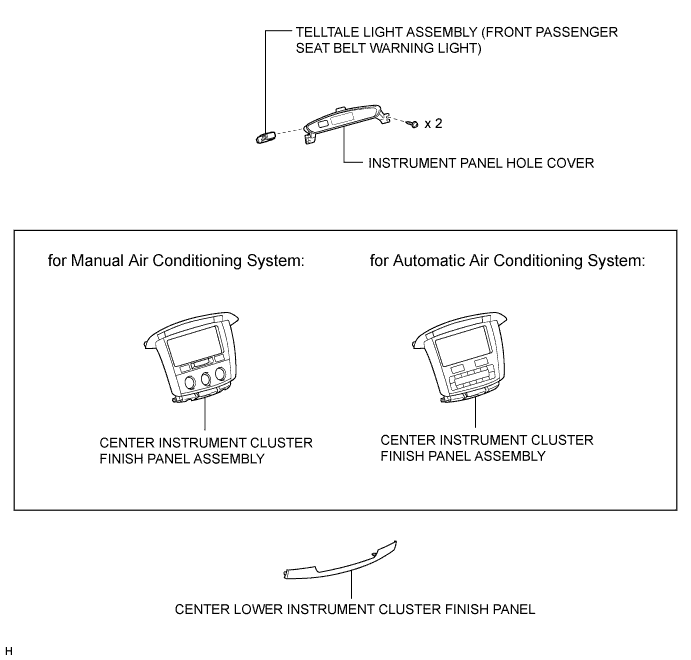 TELLTALE LIGHT ASSEMBLY (FRONT PASSENGER
SEAT BELT WARNING LIGHT)
x 2
INSTRUMENT PANEL HOLE COVER
for Manual Air Conditioning System:
for Automatic Air Conditioning System:
CENTER INSTRUMENT CLUSTER
FINISH PANEL ASSEMBLY
CENTER INSTRUMENT CLUSTER
FINISH PANEL ASSEMBLY
CENTER LOWER INSTRUMENT CLUSTER FINISH PANEL
H